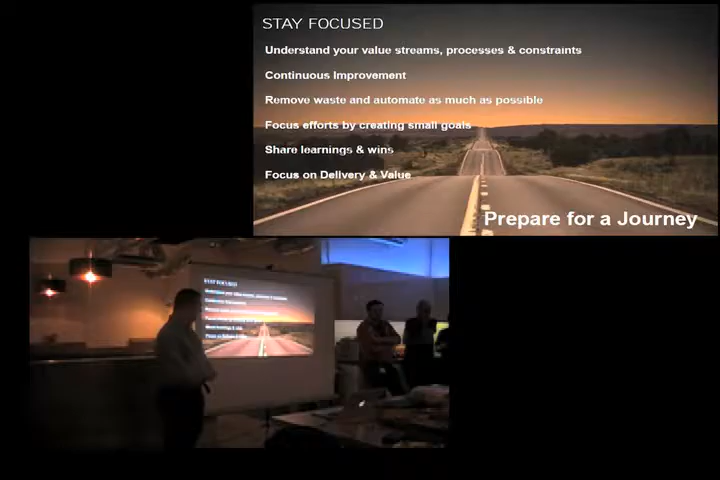 STAY FOCUSED
Understand your value streams, processes & constraints
Continuous Improvement
Remove waste and automate as much as possible
Focus efforts by creating small goals
Share learnings & wins
Focus on Delivery & Value
Prepare for a Journey
STAY FOCUSED